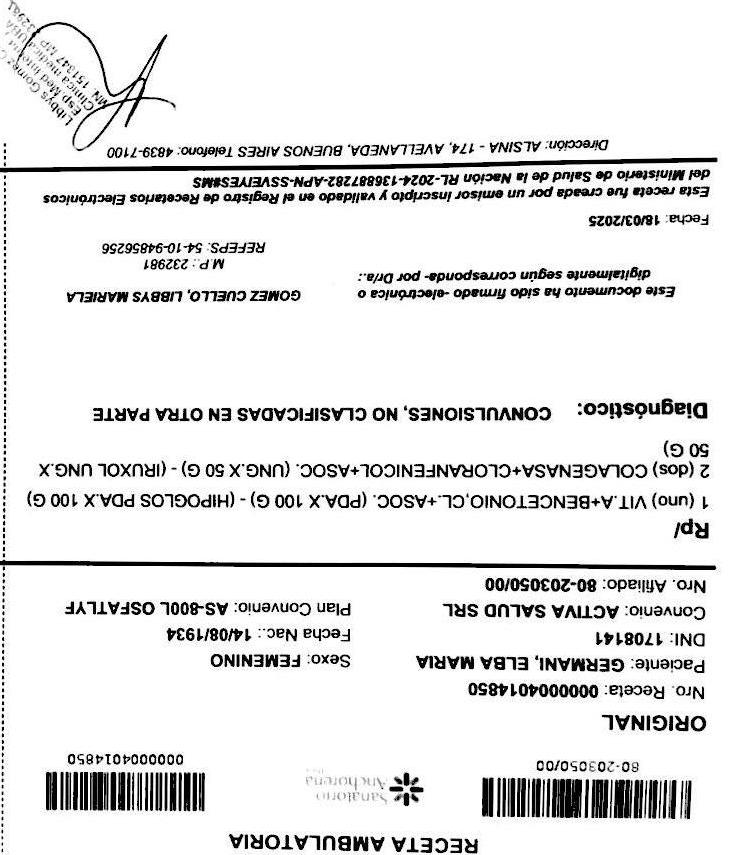 RECETA AMBULATORIA
80-203050/00
Sanatorio
Anchorena
0000004014850
ORIGINAL
Nro. Receta: 0000004014850
Paciente: GERMANI, ELBA MARIA
Sexo: FEMENINO
DNI: 1708141
Fecha Nac.: 14/08/1934
Convenio: ACTIVA SALUD SRL
Plan Convenio: AS-800L OSFATLYF
Nro. Afiliado: 80-203050/00
Rp/
1 (uno) VIT.A+BENCETONIO,CL.+ASOC. (PDA.X 100 G) - (HIPOGLOS PDA.X 100 G)
2 (dos) COLAGENASA+CLORANFENICOL+ASOC. (UNG.X 50 G) - (IRUXOL UNG.X
50 G)
Diagnóstico: CONVULSIONES, NO CLASIFICADAS EN OTRA PARTE
Este documento ha sido firmado -electrónica o
digitalmente según corresponda- por Dr/a.:
GOMEZ CUELLO, LIBBYS MARIELA
M.P.: 232981
REFEPS: 54-10-94856256
Fecha: 18/03/2025
Esta receta fue creada por un emisor inscripto y validado en el Registro de Recetarios Electrónicos
del Ministerio de Salud de la Nación RL-2024-136887282-APN-SSVEIYES#MS
Dirección: ALSINA - 174, AVELLANEDA, BUENOS AIRES Telefono: 4839-7100
Libbys Gomez C
Esp. Med Interna
Clinica medica/UBA
MN. 151347 MP
232981